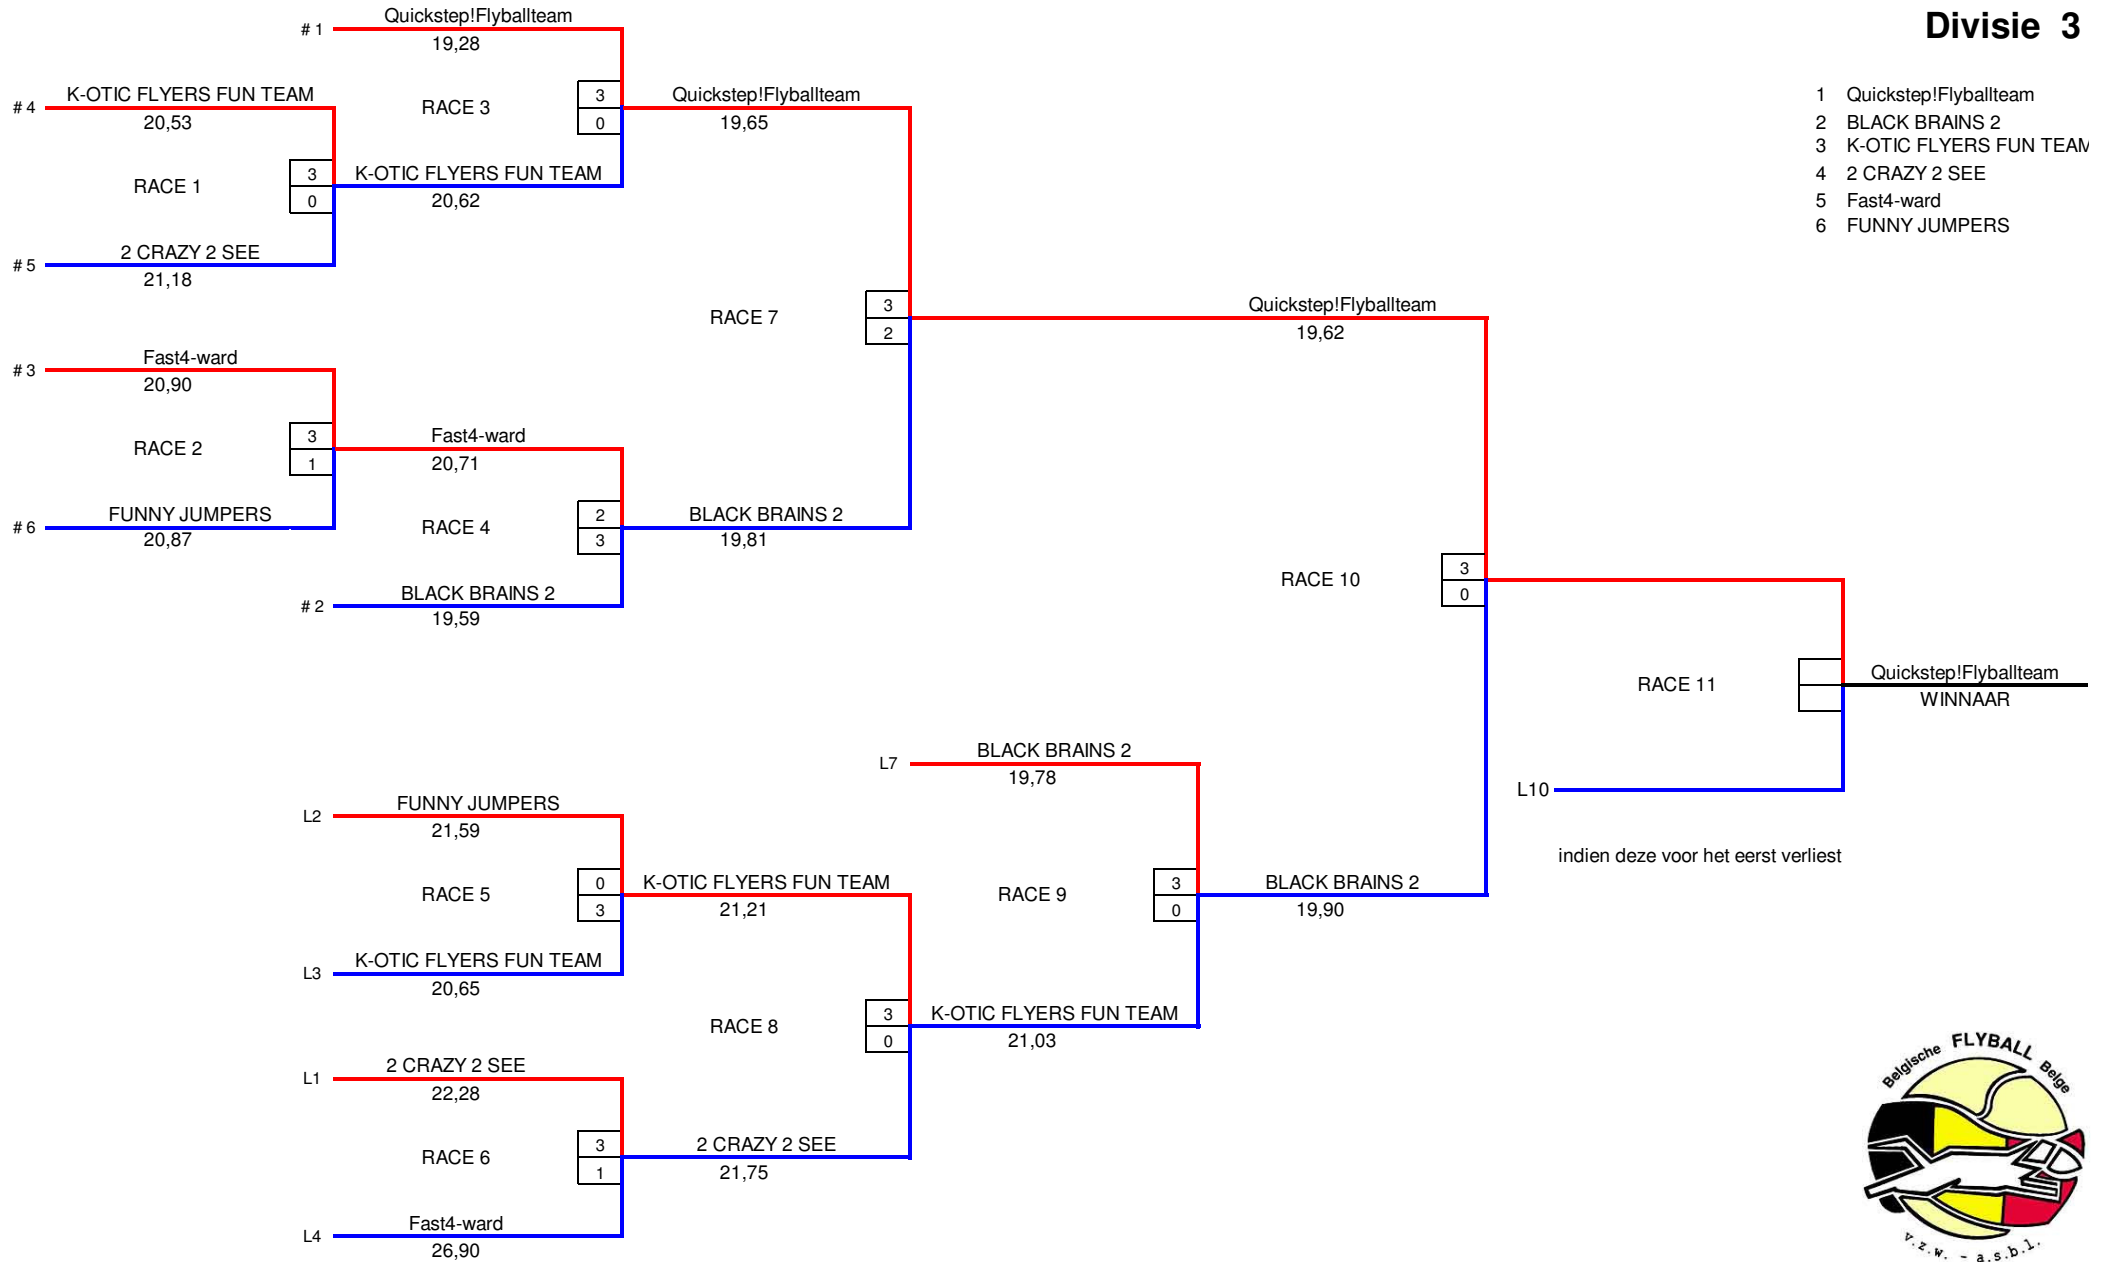 Divisie 3
1 Quickstep!Flyballteam
2 BLACK BRAINS 2
3 K-OTIC FLYERS FUN TEAM
4 2 CRAZY 2 SEE
5 Fast4-ward
6 FUNNY JUMPERS
# 1 Quickstep!Flyballteam
19,28
# 4 K-OTIC FLYERS FUN TEAM
20,53
RACE 3 3
0
Quickstep!Flyballteam
19,65
RACE 1 3
0
K-OTIC FLYERS FUN TEAM
20,62
# 5 2 CRAZY 2 SEE
21,18
RACE 7 3
2
Quickstep!Flyballteam
19,62
# 3 Fast4-ward
20,90
RACE 2 3
1
Fast4-ward
20,71
# 6 FUNNY JUMPERS
20,87
RACE 4 2
3
BLACK BRAINS 2
19,81
# 2 BLACK BRAINS 2
19,59
RACE 10 3
0
RACE 11
Quickstep!Flyballteam
WINNAAR
L7 BLACK BRAINS 2
19,78
L10
indien deze voor het eerst verliest
L2 FUNNY JUMPERS
21,59
RACE 5 0
3
K-OTIC FLYERS FUN TEAM
21,21
RACE 9 3
0
BLACK BRAINS 2
19,90
L3 K-OTIC FLYERS FUN TEAM
20,65
RACE 8 3
0
K-OTIC FLYERS FUN TEAM
21,03
L1 2 CRAZY 2 SEE
22,28
RACE 6 3
1
2 CRAZY 2 SEE
21,75
L4 Fast4-ward
26,90
Belgische FLYBALL Belge
v.z.w. - a.s.b.l.